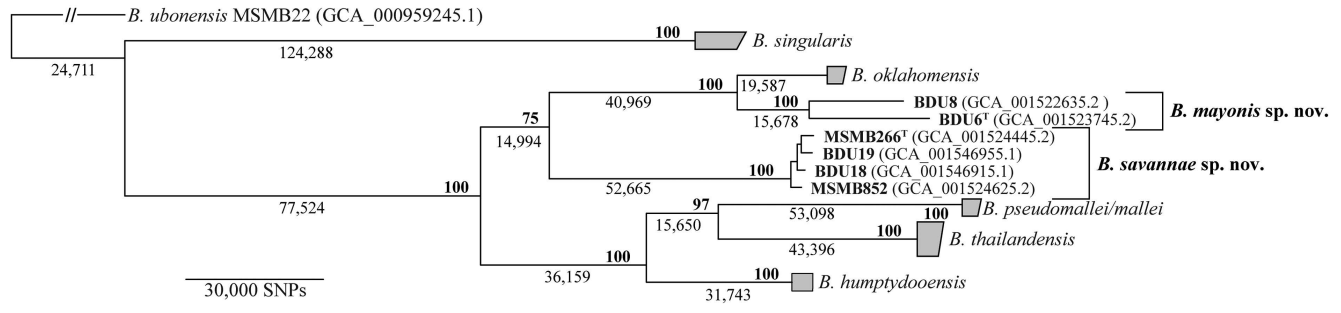 B. ubonensis MSMB22 (GCA_000959245.1)
24,711
100
B. singularis
124,288
B. oklahomensis
19,587
100
40,969
BDU8 (GCA_001522635.2 )
100
15,678
BDU6ᵀ (GCA_001523745.2)
B. mayonis sp. nov.
75
14,994
MSMB266ᵀ (GCA_001524445.2)
BDU19 (GCA_001546955.1)
BDU18 (GCA_001546915.1)
MSMB852 (GCA_001524625.2)
B. savannae sp. nov.
100
52,665
100
77,524
97
15,650
53,098
100
B. pseudomallei/mallei
100
43,396
B. thailandensis
100
36,159
100
31,743
B. humptydooensis
30,000 SNPs